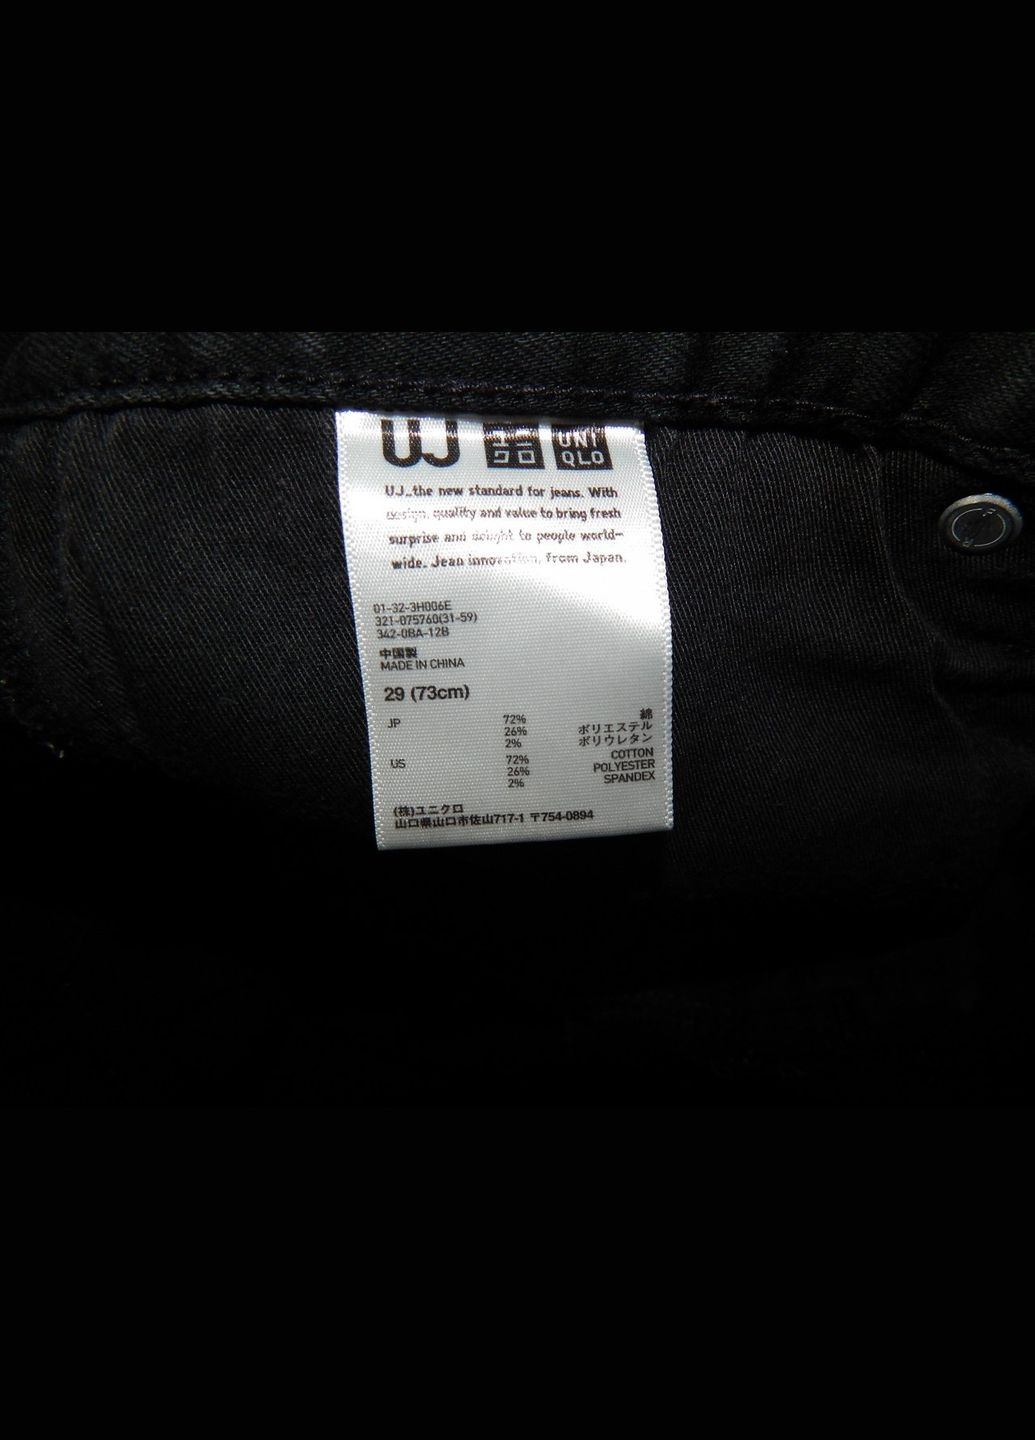 UJ ユニクロ UNI QLO
UJ_the new standard for jeans. With
design, quality and value to bring fresh
surprise and delight to people world-
wide. Jean innovation, from Japan.
01-32-3H006E
321-075760(31-59)
342-0BA-12B
中国製
MADE IN CHINA
29 (73cm)
JP 72% 綿
26% ポリエステル
2% ポリウレタン
US 72% COTTON
26% POLYESTER
2% SPANDEX
(株)ユニクロ
山口県山口市佐山717-1 〒754-0894